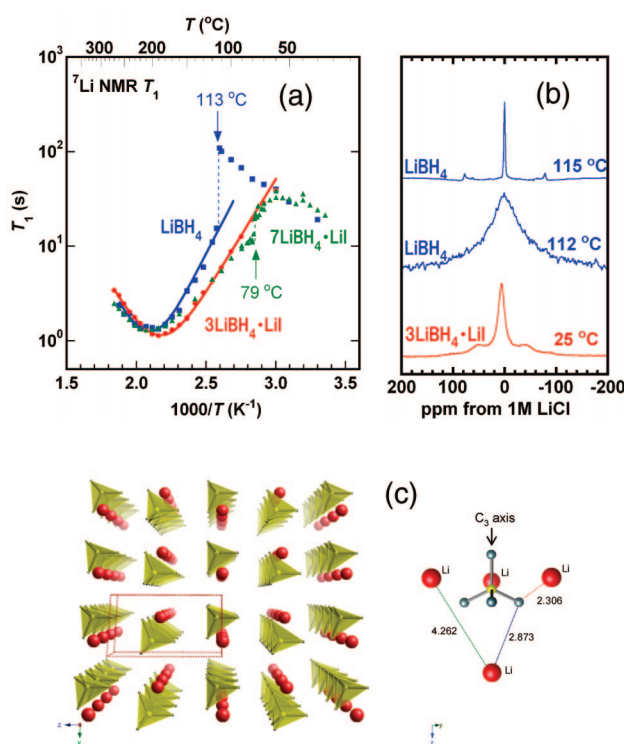 T (°C)
300 200 100 50
10³
10²
10¹
10⁰
T₁ (s)
⁷Li NMR T₁
(a)
113 °C
LiBH₄
7LiBH₄•LiI
79 °C
3LiBH₄•LiI
1.5 2.0 2.5 3.0 3.5
1000/T (K⁻¹)
(b)
LiBH₄ 115 °C
LiBH₄ 112 °C
3LiBH₄•LiI 25 °C
200 100 0 -100 -200
ppm from 1M LiCl
(c)
C₃ axis
Li
Li
Li
2.306
4.262
2.873
Li
z
y
y
z